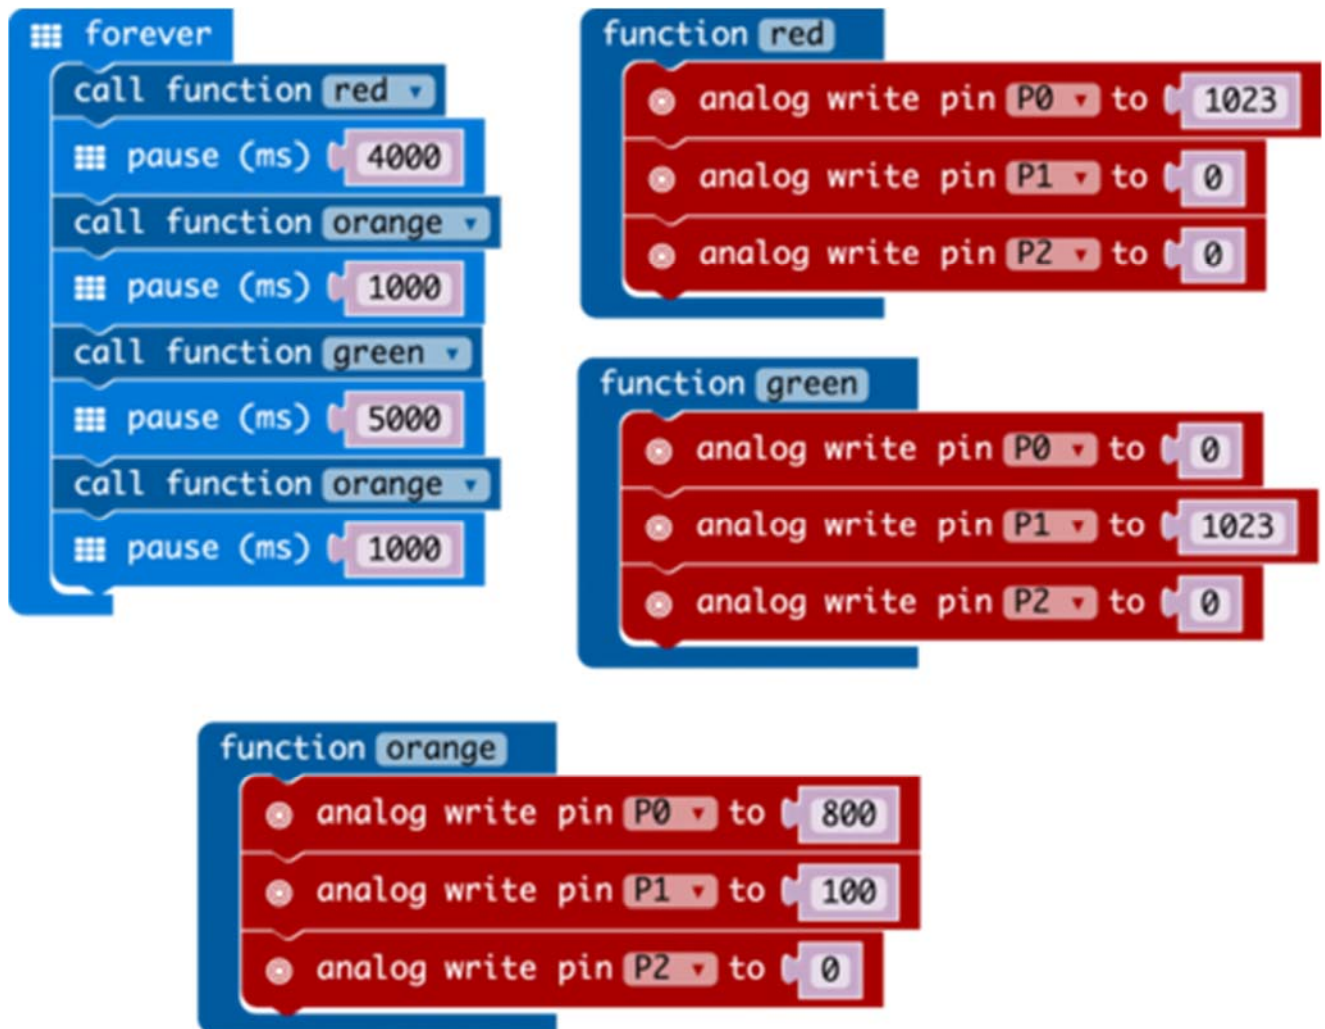 forever
call function red
pause (ms) 4000
call function orange
pause (ms) 1000
call function green
pause (ms) 5000
call function orange
pause (ms) 1000
function red
analog write pin P0 to 1023
analog write pin P1 to 0
analog write pin P2 to 0
function green
analog write pin P0 to 0
analog write pin P1 to 1023
analog write pin P2 to 0
function orange
analog write pin P0 to 800
analog write pin P1 to 100
analog write pin P2 to 0